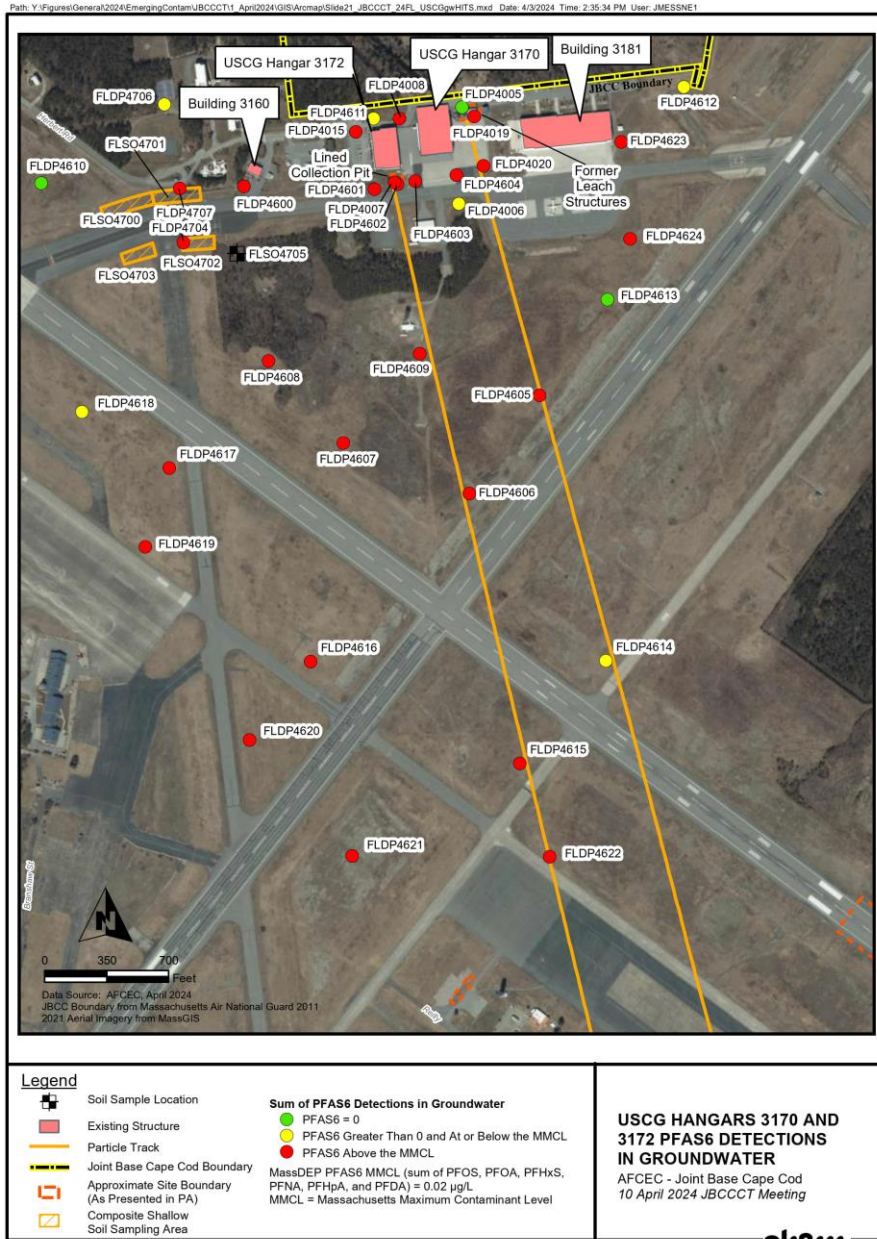 Path: Y:\Figures\General\2024\EmergingContam\JBCCCT\1_April2024\GIS\Arcmap\Slide21_JBCCCT_24FL_USCGgwHITS.mxd Date: 4/3/2024 Time: 2:35:34 PM User: JMESSNE1
USCG Hangar 3172
USCG Hangar 3170
Building 3181
Building 3160
JBCC Boundary
FLDP4706
FLDP4008
FLDP4005
FLDP4612
FLDP4611
FLSO4701
FLDP4015
FLDP4019
FLDP4623
Herbert Rd
FLDP4610
Lined
Collection Pit
FLDP4020
Former
Leach
Structures
FLDP4601
FLDP4604
FLDP4600
FLSO4700
FLDP4707
FLDP4007
FLDP4006
FLDP4704
FLDP4602
FLDP4603
FLDP4624
FLSO4702
FLSO4705
FLSO4703
FLDP4613
FLDP4609
FLDP4608
FLDP4605
FLDP4618
FLDP4607
FLDP4617
FLDP4606
FLDP4619
FLDP4616
FLDP4614
FLDP4620
FLDP4615
FLDP4621
FLDP4622
Reilly
N
0 350 700
Feet
Data Source: AFCEC, April 2024
JBCC Boundary from Massachusetts Air National Guard 2011
2021 Aerial Imagery from MassGIS
Legend
Soil Sample Location
Existing Structure
Particle Track
Joint Base Cape Cod Boundary
Approximate Site Boundary
(As Presented in PA)
Composite Shallow
Soil Sampling Area
Sum of PFAS6 Detections in Groundwater
PFAS6 = 0
PFAS6 Greater Than 0 and At or Below the MMCL
PFAS6 Above the MMCL
MassDEP PFAS6 MMCL (sum of PFOS, PFOA, PFHxS,
PFNA, PFHpA, and PFDA) = 0.02 µg/L
MMCL = Massachusetts Maximum Contaminant Level
USCG HANGARS 3170 AND
3172 PFAS6 DETECTIONS
IN GROUNDWATER
AFCEC - Joint Base Cape Cod
10 April 2024 JBCCCT Meeting